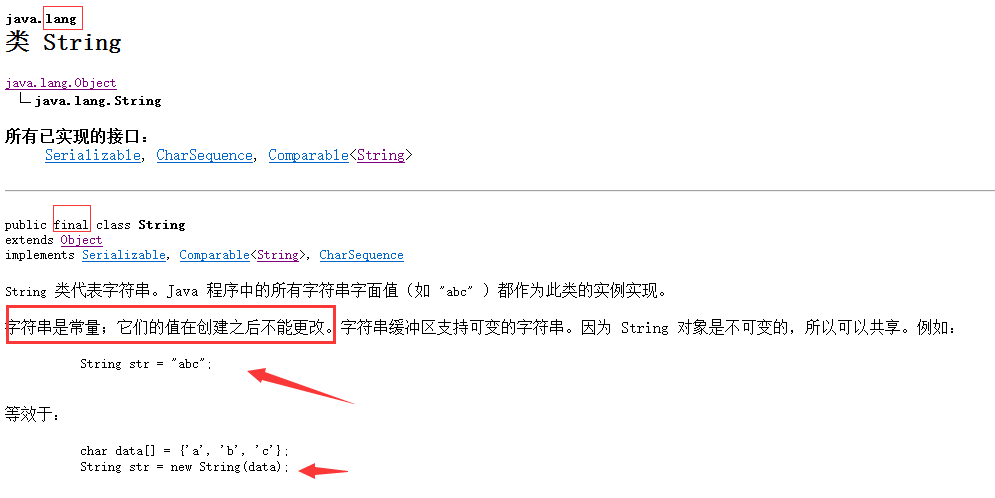 java.lang
类 String
java.lang.Object
java.lang.String
所有已实现的接口：
Serializable, CharSequence, Comparable<String>
public final class String
extends Object
implements Serializable, Comparable<String>, CharSequence
String 类代表字符串。Java 程序中的所有字符串字面值（如 "abc" ）都作为此类的实例实现。
字符串是常量；它们的值在创建之后不能更改。字符串缓冲区支持可变的字符串。因为 String 对象是不可变的，所以可以共享。例如：
String str = "abc";
等效于：
char data[] = {'a', 'b', 'c'};
String str = new String(data);